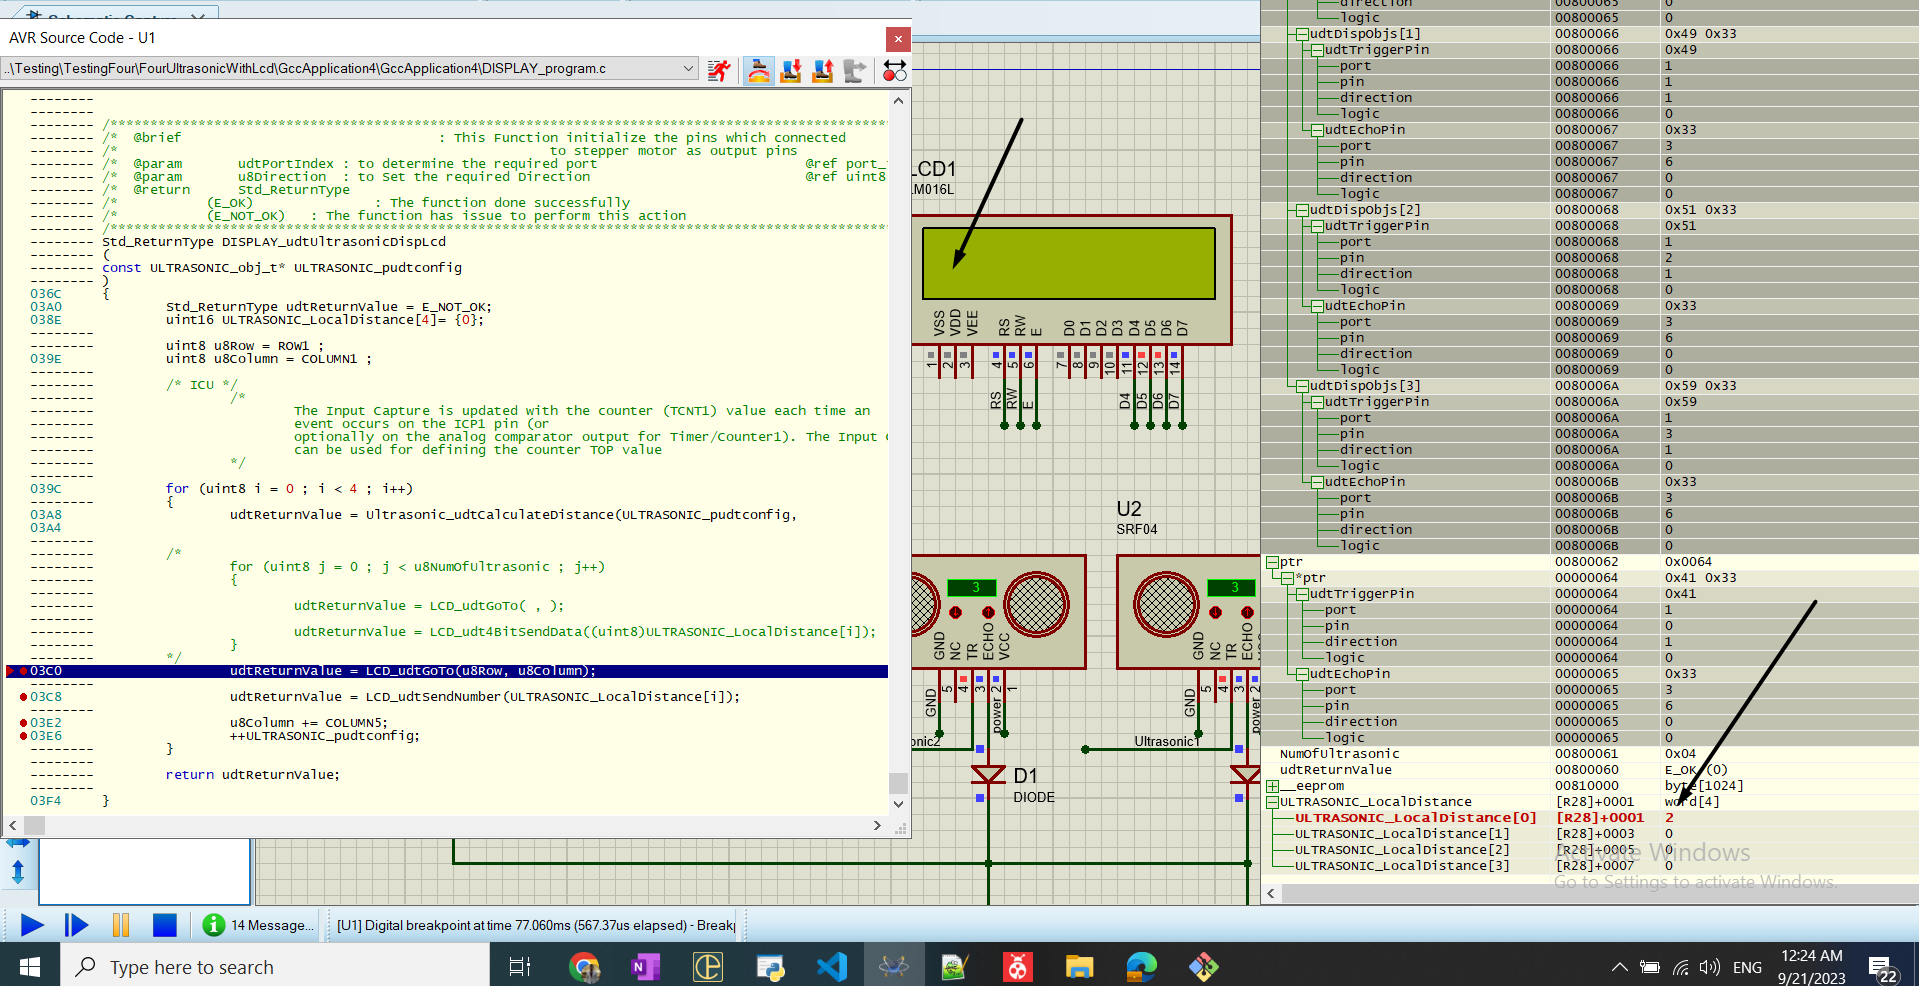 Schematic Capture
AVR Source Code - U1
..\Testing\TestingFour\FourUltrasonicWithLcd\GccApplication4\GccApplication4\DISPLAY_program.c
/* @brief : This Function initialize the pins which connected
/* to stepper motor as output pins
/* @param udtPortIndex : to determine the required port @ref port_
/* @param u8Direction : to Set the required Direction @ref uint8
/* @return Std_ReturnType
/* (E_OK) : The function done successfully
/* (E_NOT_OK) : The function has issue to perform this action
Std_ReturnType DISPLAY_udtUltrasonicDispLcd
(
const ULTRASONIC_obj_t* ULTRASONIC_pudtconfig
)
036C {
03A0 Std_ReturnType udtReturnValue = E_NOT_OK;
038E uint16 ULTRASONIC_LocalDistance[4]= {0};
uint8 u8Row = ROW1 ;
039E uint8 u8Column = COLUMN1 ;
/* ICU */
/*
The Input Capture is updated with the counter (TCNT1) value each time an
event occurs on the ICP1 pin (or
optionally on the analog comparator output for Timer/Counter1). The Input
can be used for defining the counter TOP value
*/
039C for (uint8 i = 0 ; i < 4 ; i++)
{
03A8 udtReturnValue = Ultrasonic_udtCalculateDistance(ULTRASONIC_pudtconfig,
03A4
/*
for (uint8 j = 0 ; j < u8NumOfUltrasonic ; j++)
{
udtReturnValue = LCD_udtGoTo( , );
udtReturnValue = LCD_udt4BitSendData((uint8)ULTRASONIC_LocalDistance[i]);
}
*/
03C0 udtReturnValue = LCD_udtGoTo(u8Row, u8Column);
03C8 udtReturnValue = LCD_udtSendNumber(ULTRASONIC_LocalDistance[i]);
03E2 u8Column += COLUMN5;
03E6 ++ULTRASONIC_pudtconfig;
}
return udtReturnValue;
03F4 }
LCD1
LM016L
VSS VDD VEE RS RW E D0 D1 D2 D3 D4 D5 D6 D7
1 2 3 4 5 6 7 8 9 10 11 12 13 14
RS RW E D4 D5 D6 D7
U2
SRF04
3
3
GND NC TR ECHO VCC
GND NC TR ECHO
5 4 3 2 1
5 4 3 2
GND power
GND power
onic2
Ultrasonic1
D1
DIODE
direction 00800065 0
logic 00800065 0
udtDispObjs[1] 00800066 0x49 0x33
udtTriggerPin 00800066 0x49
port 00800066 1
pin 00800066 1
direction 00800066 1
logic 00800066 0
udtEchoPin 00800067 0x33
port 00800067 3
pin 00800067 6
direction 00800067 0
logic 00800067 0
udtDispObjs[2] 00800068 0x51 0x33
udtTriggerPin 00800068 0x51
port 00800068 1
pin 00800068 2
direction 00800068 1
logic 00800068 0
udtEchoPin 00800069 0x33
port 00800069 3
pin 00800069 6
direction 00800069 0
logic 00800069 0
udtDispObjs[3] 0080006A 0x59 0x33
udtTriggerPin 0080006A 0x59
port 0080006A 1
pin 0080006A 3
direction 0080006A 1
logic 0080006A 0
udtEchoPin 0080006B 0x33
port 0080006B 3
pin 0080006B 6
direction 0080006B 0
logic 0080006B 0
ptr 00800062 0x0064
*ptr 00000064 0x41 0x33
udtTriggerPin 00000064 0x41
port 00000064 1
pin 00000064 0
direction 00000064 1
logic 00000064 0
udtEchoPin 00000065 0x33
port 00000065 3
pin 00000065 6
direction 00000065 0
logic 00000065 0
NumOfUltrasonic 00800061 0x04
udtReturnValue 00800060 E_OK (0)
__eeprom 00810000 byte[1024]
ULTRASONIC_LocalDistance [R28]+0001 word[4]
ULTRASONIC_LocalDistance[0] [R28]+0001 2
ULTRASONIC_LocalDistance[1] [R28]+0003 0
ULTRASONIC_LocalDistance[2] [R28]+0005 0
ULTRASONIC_LocalDistance[3] [R28]+0007 0
Activate Windows
Go to Settings to activate Windows.
14 Message...
[U1] Digital breakpoint at time 77.060ms (567.37us elapsed) - Break
Type here to search
ENG
12:24 AM
9/21/2023
22